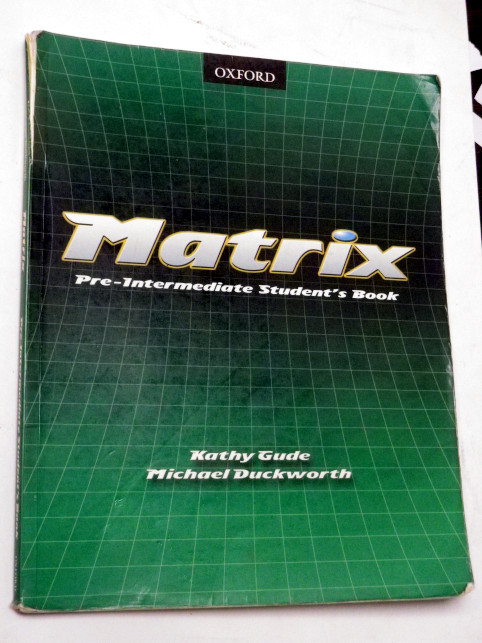 OXFORD
Matrix
Pre-Intermediate Student's Book
Kathy Gude
Michael Duckworth